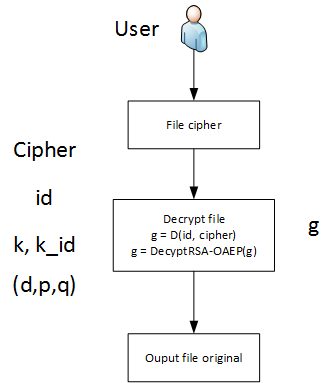 User
File cipher
Cipher
id
k, k_id
(d,p,q)
Decrypt file
g = D(id, cipher)
g = DecyptRSA-OAEP(g)
g
Ouput file original